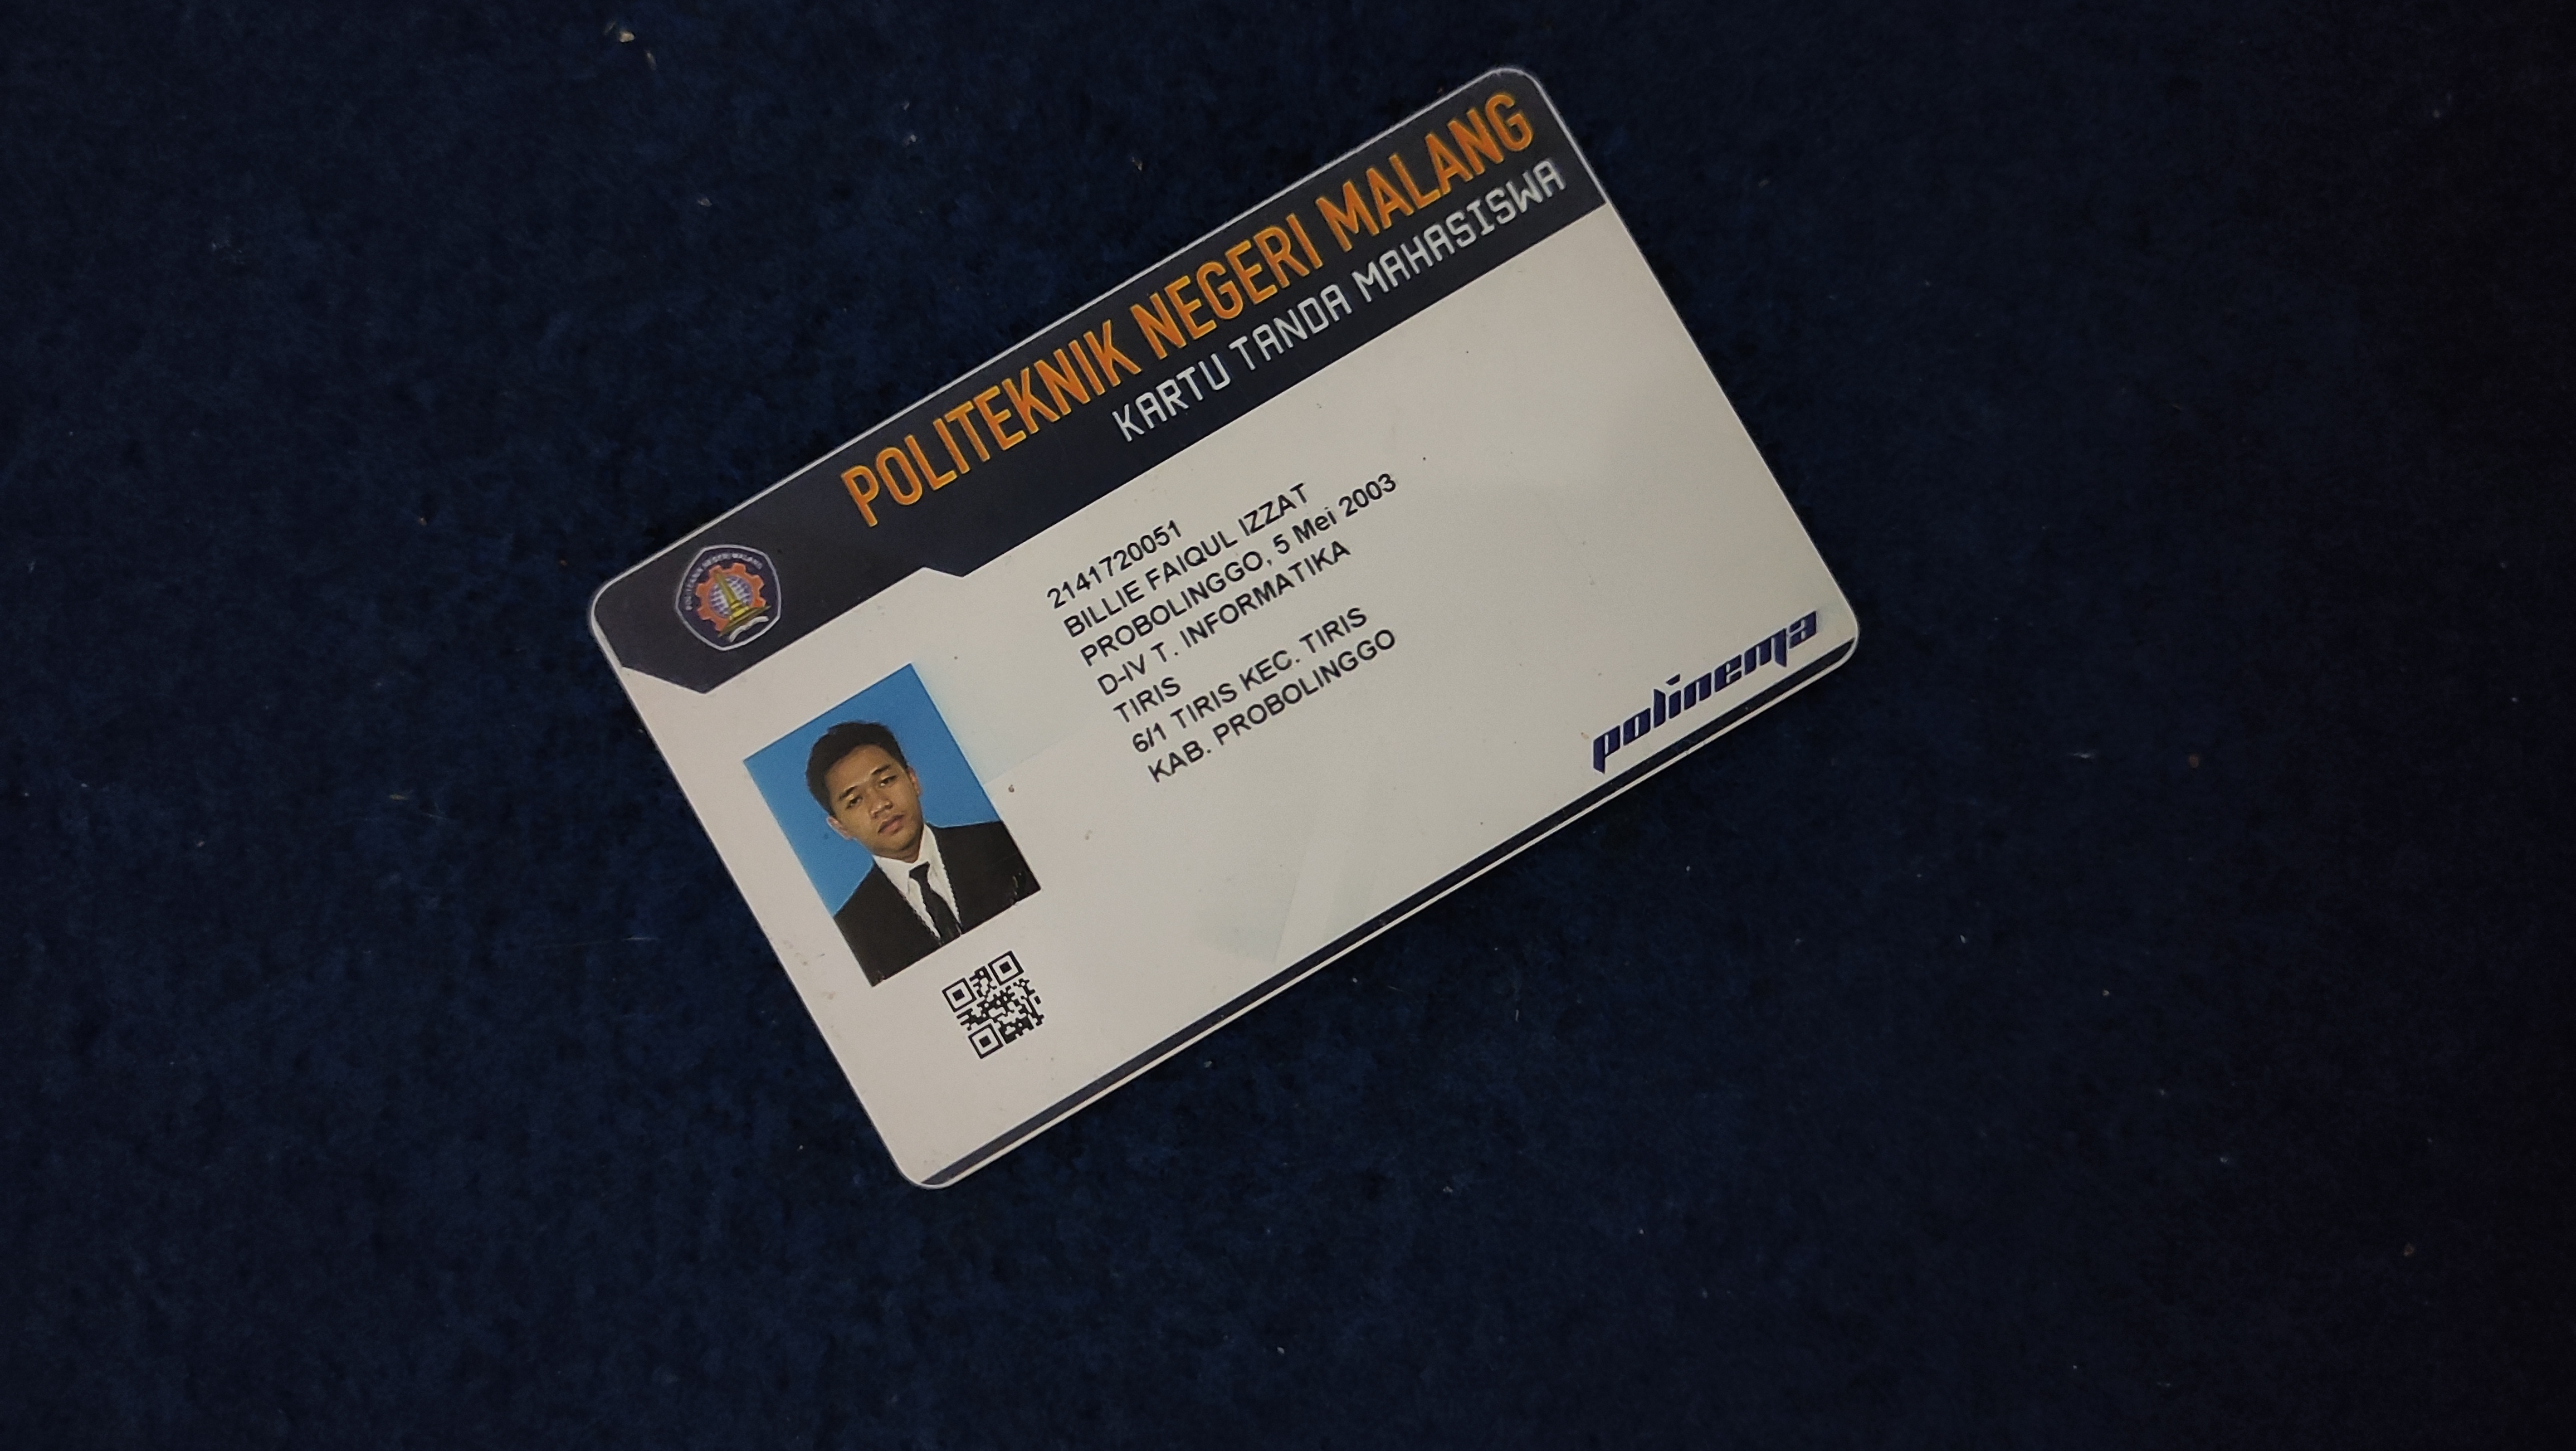 POLITEKNIK NEGERI MALANG
KARTU TANDA MAHASISWA
2141720051
BILLIE FAIQUL IZZAT
PROBOLINGGO, 5 Mei 2003
D-IV T. INFORMATIKA
TIRIS
6/1 TIRIS KEC. TIRIS
KAB. PROBOLINGGO
polinema